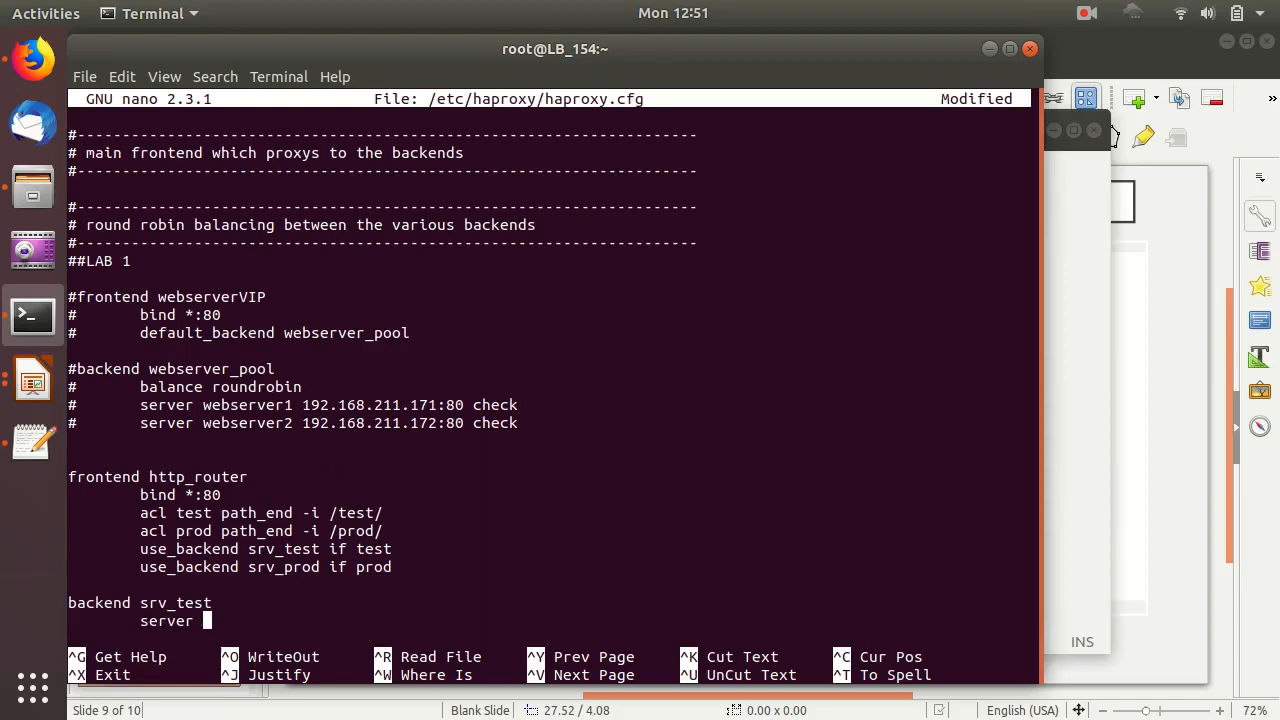 Activities
Terminal
Mon 12:51
root@LB_154:~
File Edit View Search Terminal Help
GNU nano 2.3.1 File: /etc/haproxy/haproxy.cfg Modified
#---------------------------------------------------------------------
# main frontend which proxys to the backends
#---------------------------------------------------------------------
#---------------------------------------------------------------------
# round robin balancing between the various backends
#---------------------------------------------------------------------
##LAB 1
#frontend webserverVIP
# bind *:80
# default_backend webserver_pool
#backend webserver_pool
# balance roundrobin
# server webserver1 192.168.211.171:80 check
# server webserver2 192.168.211.172:80 check
frontend http_router
bind *:80
acl test path_end -i /test/
acl prod path_end -i /prod/
use_backend srv_test if test
use_backend srv_prod if prod
backend srv_test
server
^G Get Help ^O WriteOut ^R Read File ^Y Prev Page ^K Cut Text ^C Cur Pos
^X Exit ^J Justify ^W Where Is ^V Next Page ^U UnCut Text ^T To Spell
INS
Slide 9 of 10 Blank Slide 27.52 / 4.08 0.00 x 0.00 English (USA) 72%